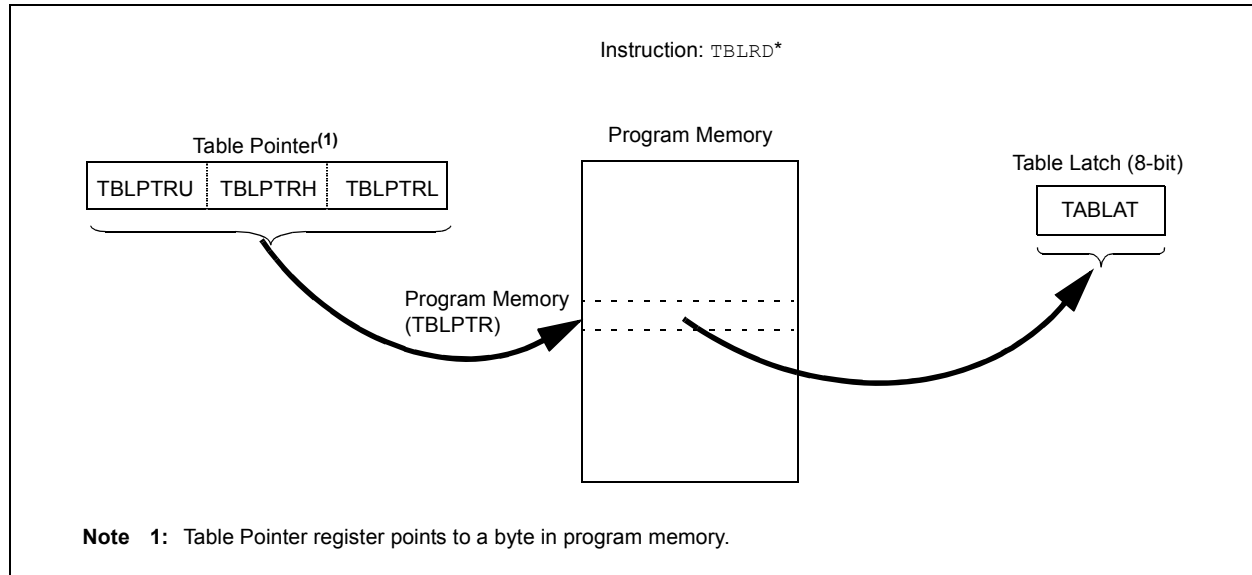 Instruction: TBLRD*
Program Memory
Table Pointer(1)
Table Latch (8-bit)
TBLPTRU TBLPTRH TBLPTRL
TABLAT
Program Memory
(TBLPTR)
Note 1: Table Pointer register points to a byte in program memory.